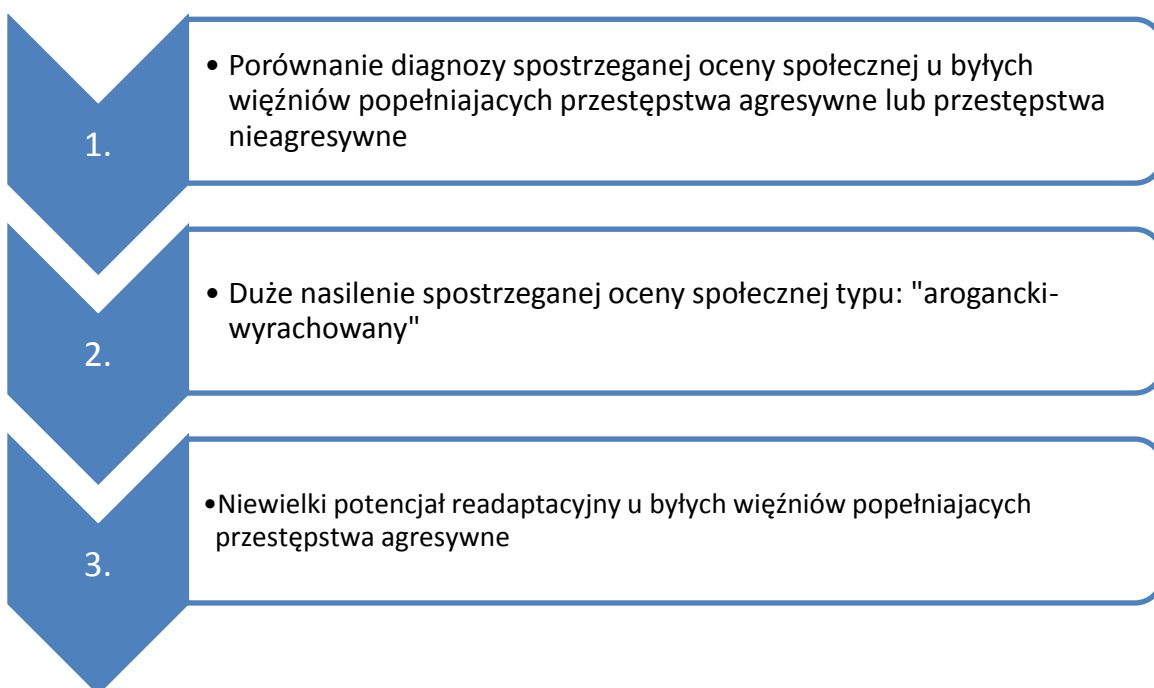 1.
• Porównanie diagnozy spostrzeganej oceny społecznej u byłych
więźniów popełniajacych przestępstwa agresywne lub przestępstwa
nieagresywne
2.
• Duże nasilenie spostrzeganej oceny społecznej typu: "arogancki-
wyrachowany"
3.
•Niewielki potencjał readaptacyjny u byłych więźniów popełniajacych
przestępstwa agresywne